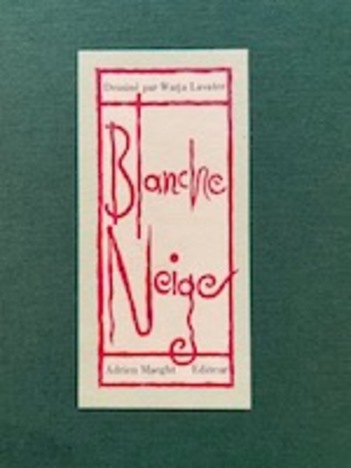 Dessiné par Warja Lavater
Blanche
Neige
Adrien Maeght Editeur